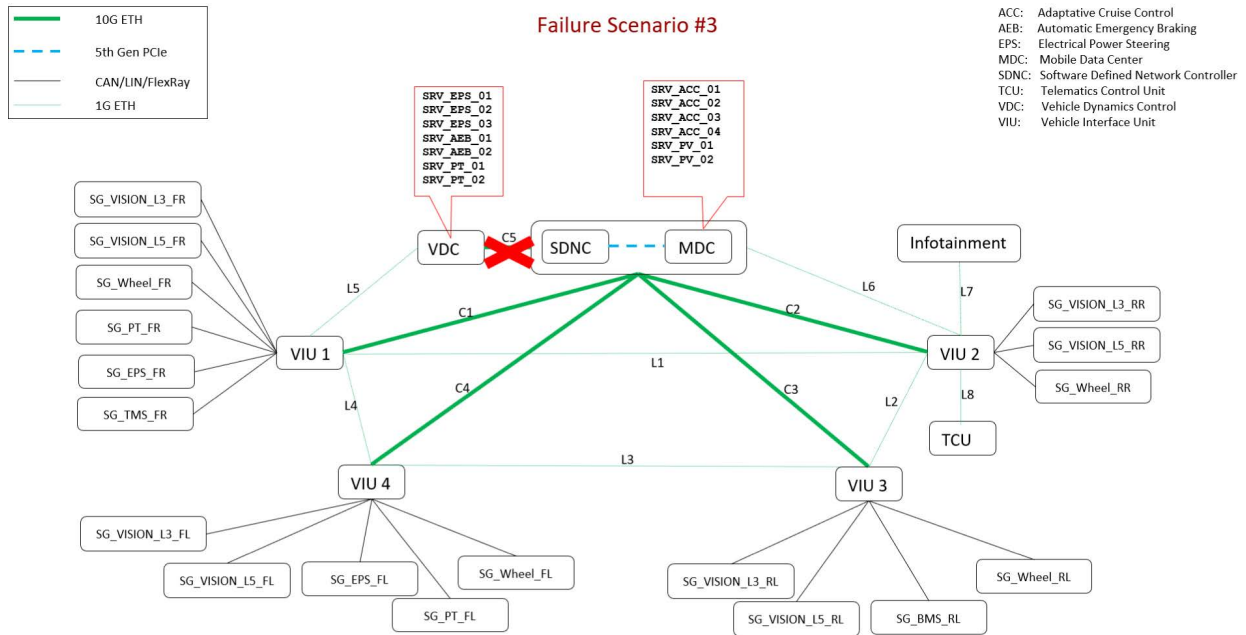 Failure Scenario #3
10G ETH
5th Gen PCIe
CAN/LIN/FlexRay
1G ETH
ACC: Adaptative Cruise Control
AEB: Automatic Emergency Braking
EPS: Electrical Power Steering
MDC: Mobile Data Center
SDNC: Software Defined Network Controller
TCU: Telematics Control Unit
VDC: Vehicle Dynamics Control
VIU: Vehicle Interface Unit
SRV_EPS_01
SRV_EPS_02
SRV_EPS_03
SRV_AEB_01
SRV_AEB_02
SRV_PT_01
SRV_PT_02
SRV_ACC_01
SRV_ACC_02
SRV_ACC_03
SRV_ACC_04
SRV_PV_01
SRV_PV_02
SG_VISION_L3_FR
SG_VISION_L5_FR
SG_Wheel_FR
SG_PT_FR
SG_EPS_FR
SG_TMS_FR
VDC
C5
SDNC
MDC
Infotainment
L5
L6
L7
C1
C2
VIU 1
L1
VIU 2
SG_VISION_L3_RR
SG_VISION_L5_RR
SG_Wheel_RR
L4
C4
C3
L2
L8
TCU
L3
VIU 4
VIU 3
SG_VISION_L3_FL
SG_VISION_L5_FL
SG_EPS_FL
SG_PT_FL
SG_Wheel_FL
SG_VISION_L3_RL
SG_VISION_L5_RL
SG_BMS_RL
SG_Wheel_RL